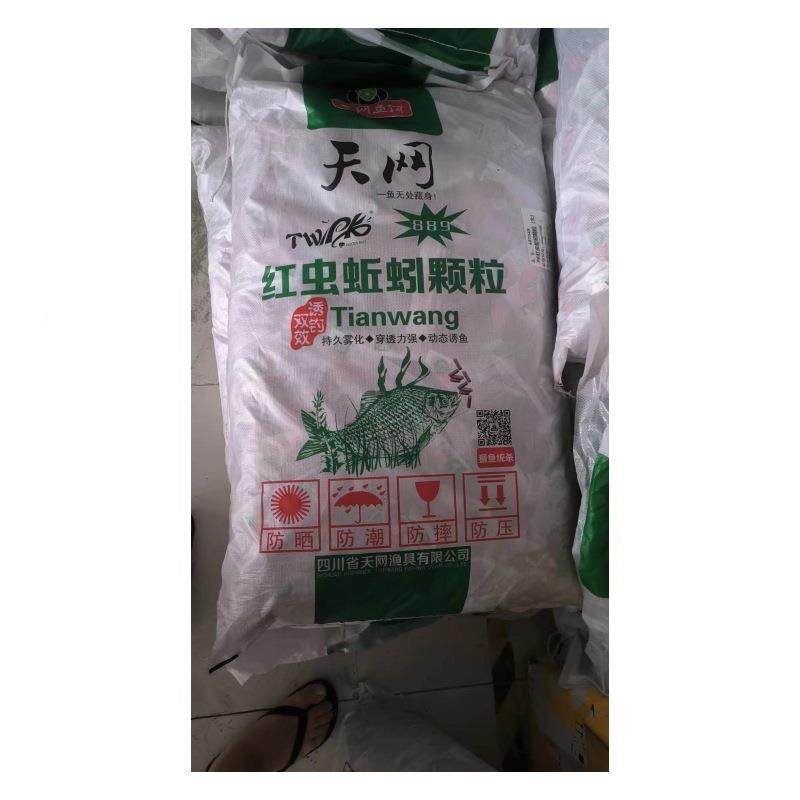 天网
一鱼无处藏身!
TWPK
889
红虫蚯蚓颗粒
诱钓
双效
Tianwang
持久雾化◆穿透力强◆动态诱鱼
防晒
防潮
防摔
防压
四川省天网渔具有限公司